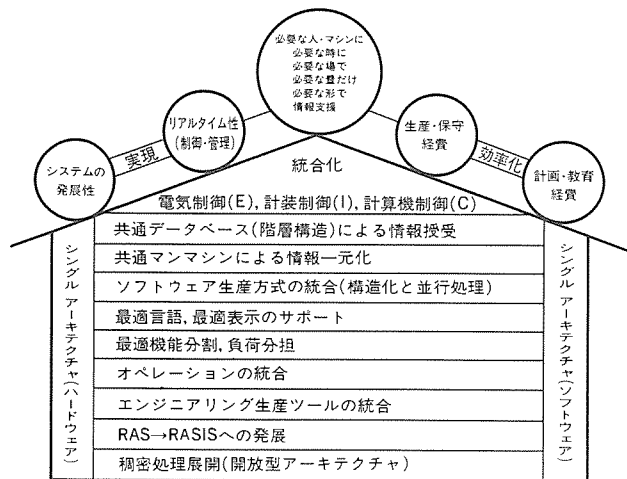 必要な人・マシンに
必要な時に
必要な場で
必要な量だけ
必要な形で
情報支援
リアルタイム性
(制御・管理)
生産・保守
経費
実現
効率化
システムの
発展性
計画・教育
経費
統合化
電気制御(E), 計装制御(I), 計算機制御(C)
共通データベース(階層構造)による情報授受
共通マンマシンによる情報一元化
ソフトウェア生産方式の統合(構造化と並行処理)
最適言語, 最適表示のサポート
最適機能分割, 負荷分担
オペレーションの統合
エンジニアリング生産ツールの統合
RAS→RASISへの発展
稠密処理展開(開放型アーキテクチャ)
シングルアーキテクチャ(ハードウェア)
シングルアーキテクチャ(ソフトウェア)